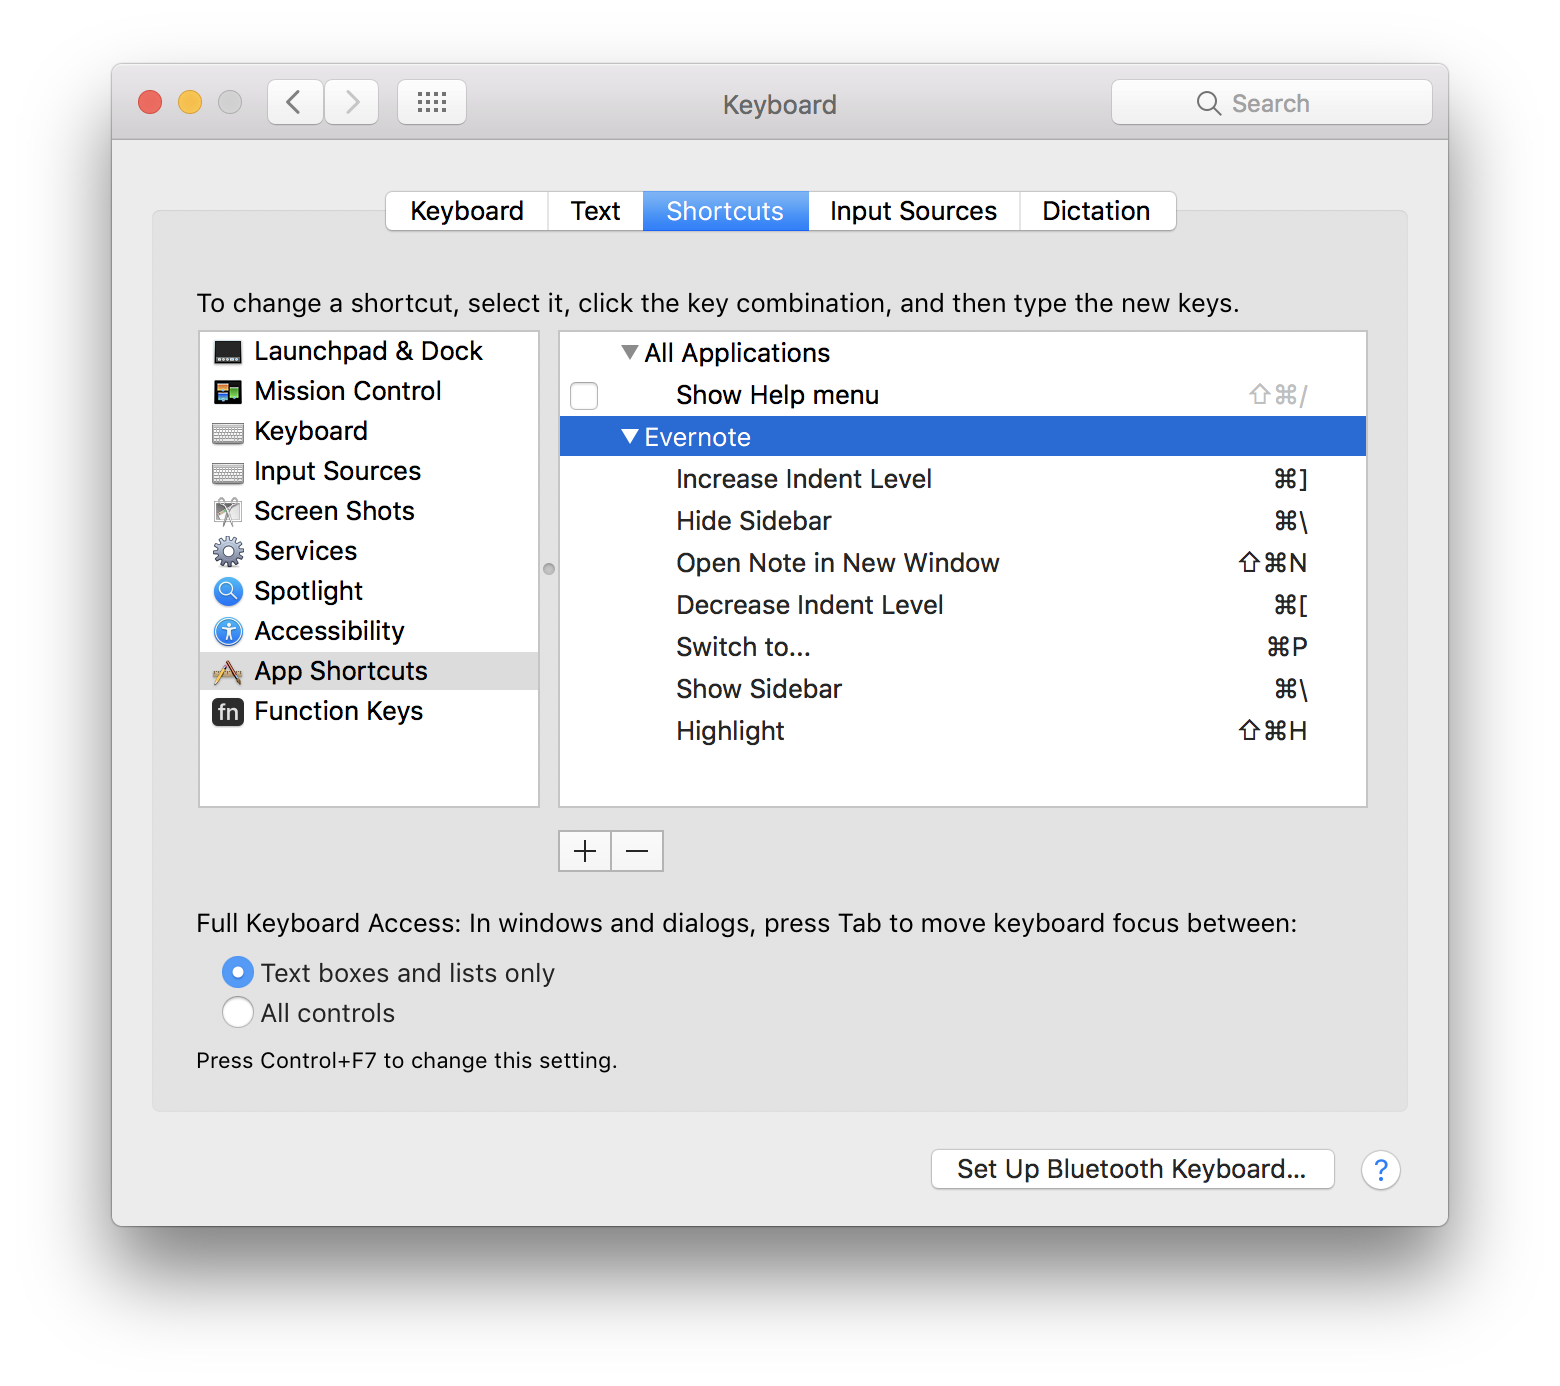 Keyboard
Search
Keyboard Text Shortcuts Input Sources Dictation
To change a shortcut, select it, click the key combination, and then type the new keys.
Launchpad & Dock
Mission Control
Keyboard
Input Sources
Screen Shots
Services
Spotlight
Accessibility
App Shortcuts
fn Function Keys
All Applications
Show Help menu ⇧⌘/
Evernote
Increase Indent Level ⌘]
Hide Sidebar ⌘\
Open Note in New Window ⇧⌘N
Decrease Indent Level ⌘[
Switch to... ⌘P
Show Sidebar ⌘\
Highlight ⇧⌘H
Full Keyboard Access: In windows and dialogs, press Tab to move keyboard focus between:
Text boxes and lists only
All controls
Press Control+F7 to change this setting.
Set Up Bluetooth Keyboard...
?